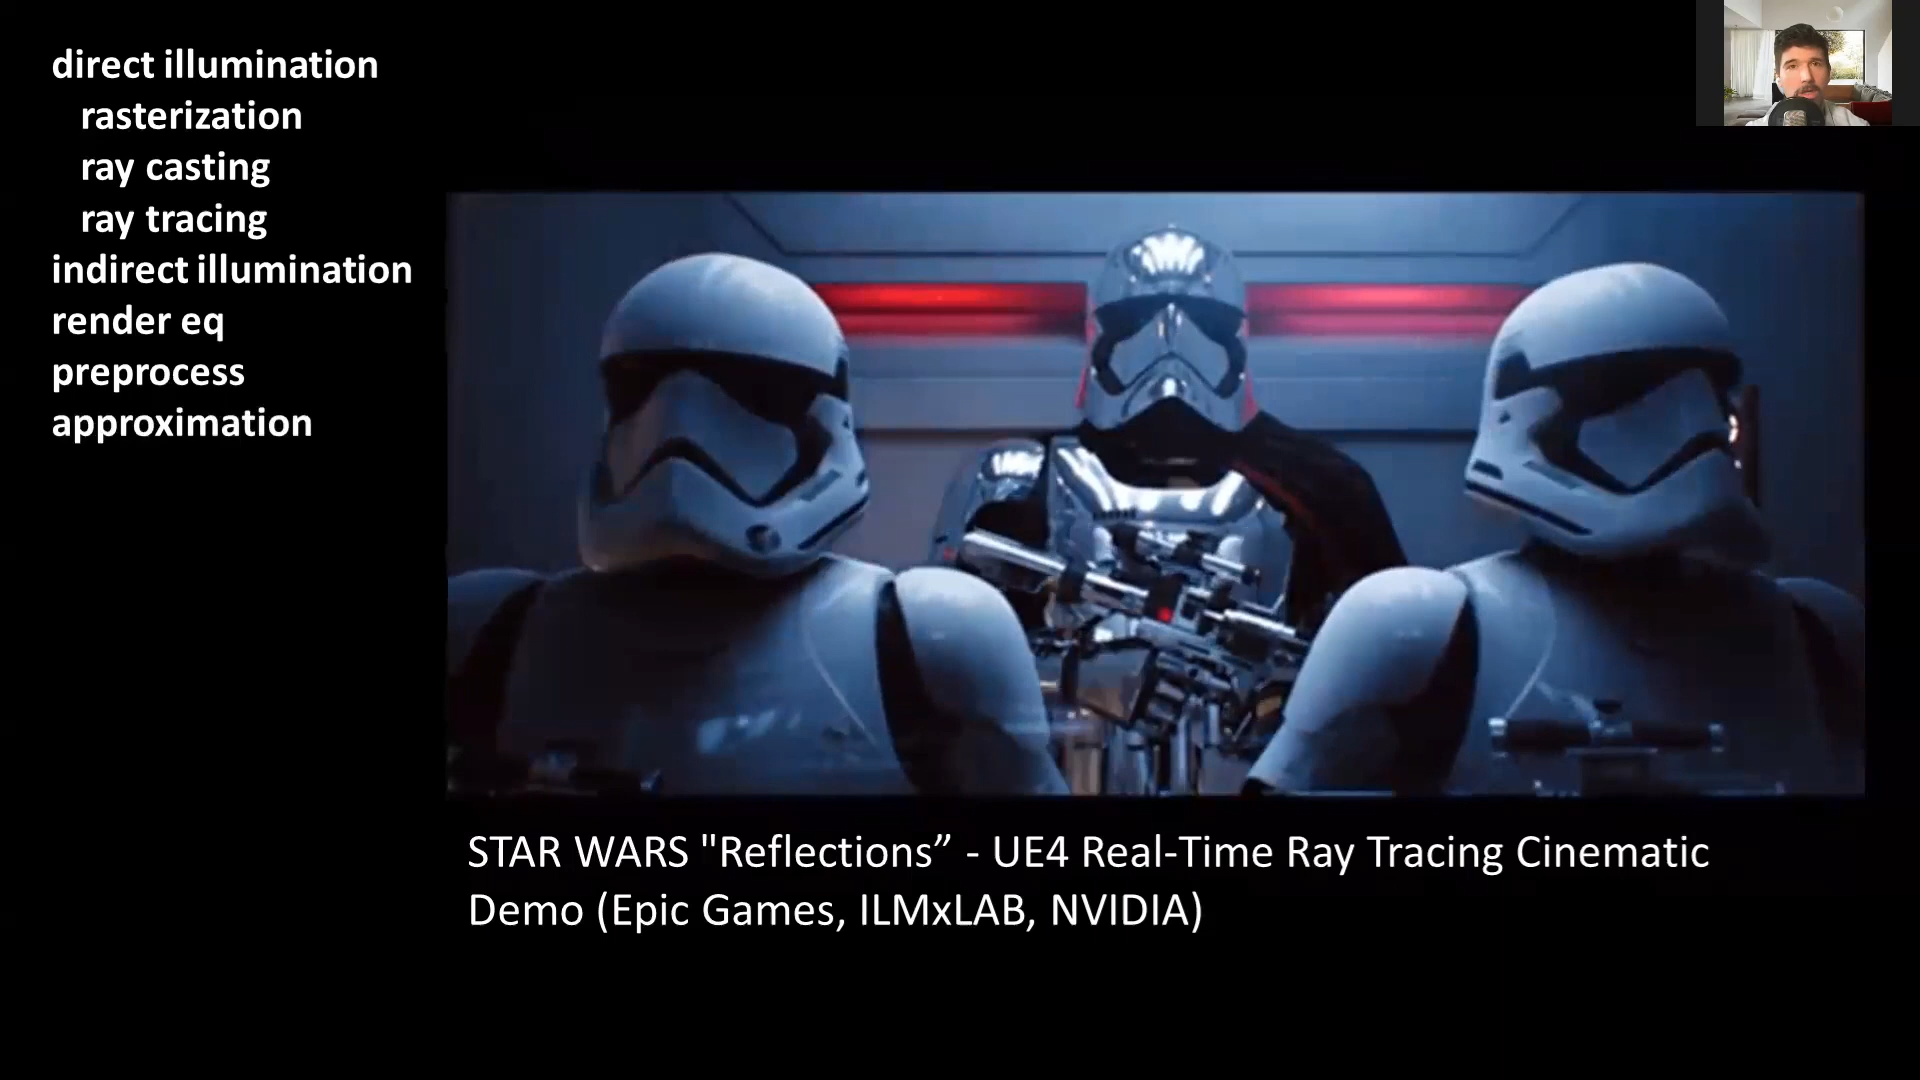 direct illumination
rasterization
ray casting
ray tracing
indirect illumination
render eq
preprocess
approximation
STAR WARS "Reflections” - UE4 Real-Time Ray Tracing Cinematic
Demo (Epic Games, ILMxLAB, NVIDIA)